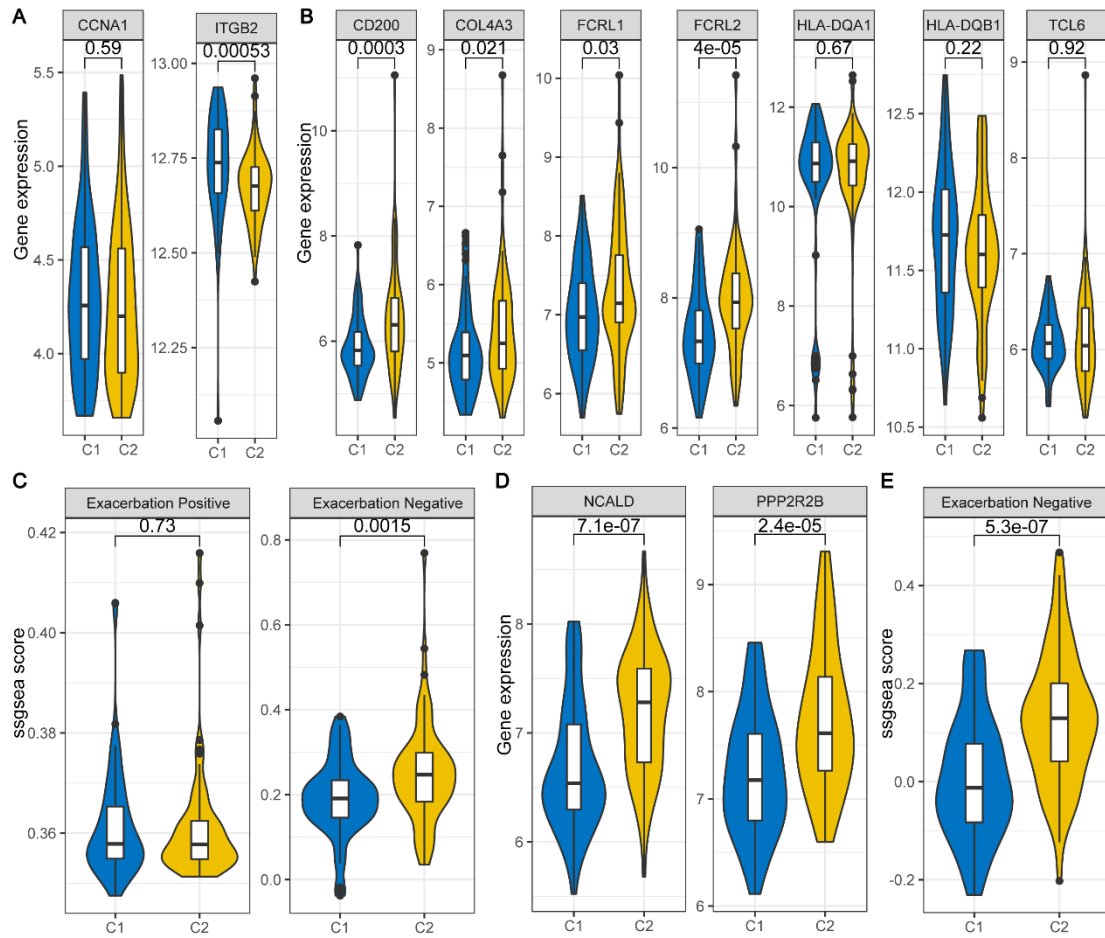 A
CCNA1
ITGB2
0.59
0.00053
Gene expression
5.5
5.0
4.5
4.0
13.00
12.75
12.50
12.25
C1 C2
C1 C2
B
CD200
COL4A3
FCRL1
FCRL2
HLA-DQA1
HLA-DQB1
TCL6
0.0003
0.021
0.03
4e-05
0.67
0.22
0.92
Gene expression
10
8
6
9
8
7
6
5
10
9
8
7
6
10
8
6
12
10
8
6
12.5
12.0
11.5
11.0
10.5
9
8
7
6
C1 C2
C1 C2
C1 C2
C1 C2
C1 C2
C1 C2
C1 C2
C
Exacerbation Positive
Exacerbation Negative
0.73
0.0015
ssgsea score
0.42
0.40
0.38
0.36
0.8
0.6
0.4
0.2
0.0
C1 C2
C1 C2
D
NCALD
PPP2R2B
7.1e-07
2.4e-05
Gene expression
8
7
6
9
8
7
6
C1 C2
C1 C2
E
Exacerbation Negative
5.3e-07
ssgsea score
0.4
0.2
0.0
-0.2
C1 C2